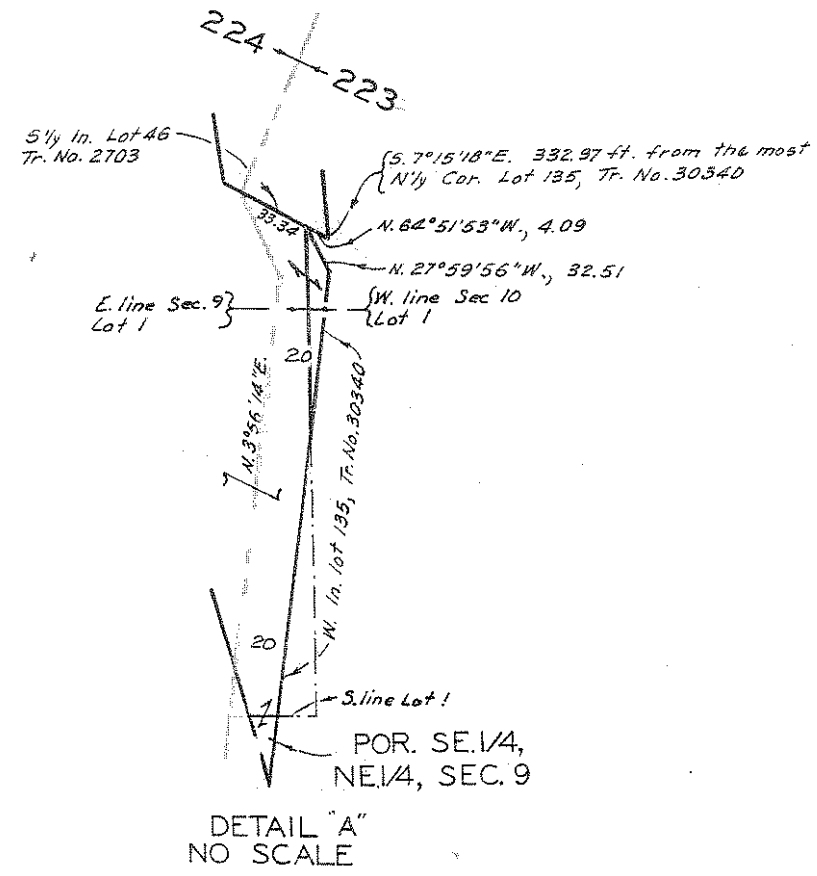 224
223
S'ly ln. Lot 46
Tr. No. 2703
S. 7°15'18"E. 332.97 ft. from the most
N'ly Cor. Lot 135, Tr. No. 30340
33.34
N. 64°51'53"W., 4.09
N. 27°59'56"W., 32.51
E. line Sec. 9
Lot 1
W. line Sec 10
Lot 1
20
N. 3°56'14"E.
W. ln. lot 135, Tr. No. 30340
20
S. line Lot 1
POR. SE.1/4,
NE.1/4, SEC. 9
DETAIL "A"
NO SCALE